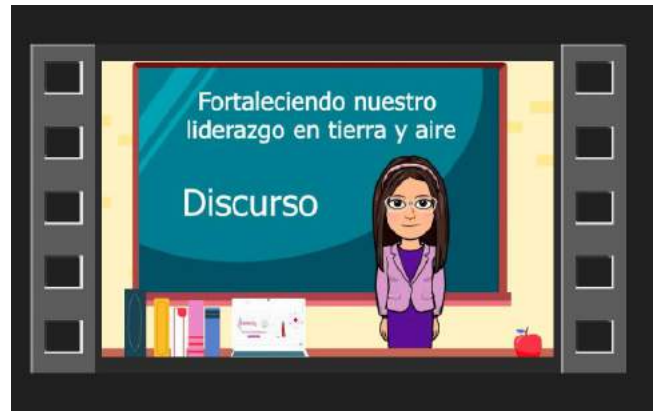 Fortaleciendo nuestro
liderazgo en tierra y aire
Discurso